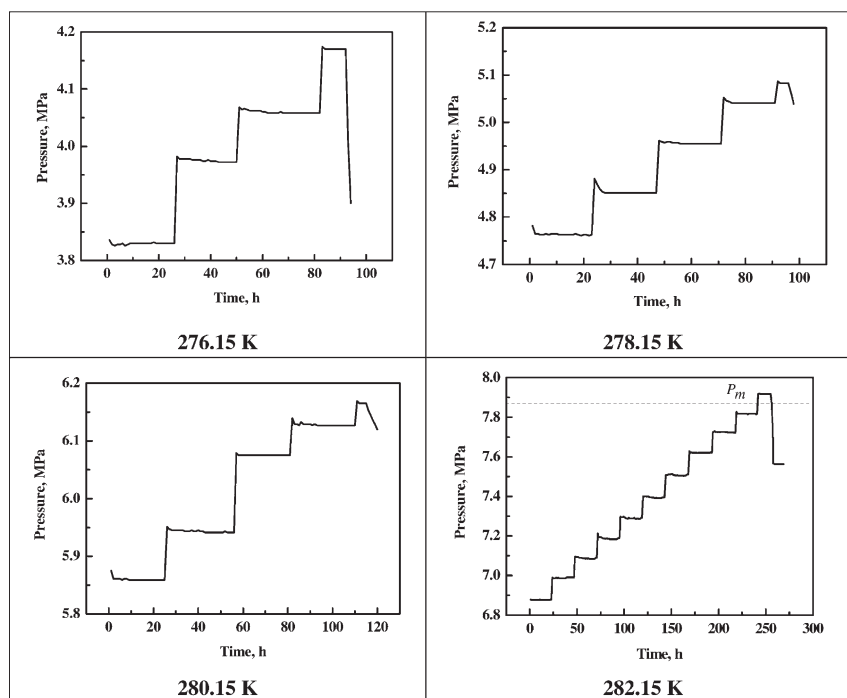 4.2
4.1
4.0
3.9
3.8
Pressure, MPa
0 20 40 60 80 100
Time, h
276.15 K
5.2
5.1
5.0
4.9
4.8
4.7
Pressure, MPa
0 20 40 60 80 100
Time, h
278.15 K
6.2
6.1
6.0
5.9
5.8
Pressure, MPa
0 20 40 60 80 100 120
Time, h
280.15 K
8.0
7.8
7.6
7.4
7.2
7.0
6.8
Pressure, MPa
Pm
0 50 100 150 200 250 300
Time, h
282.15 K